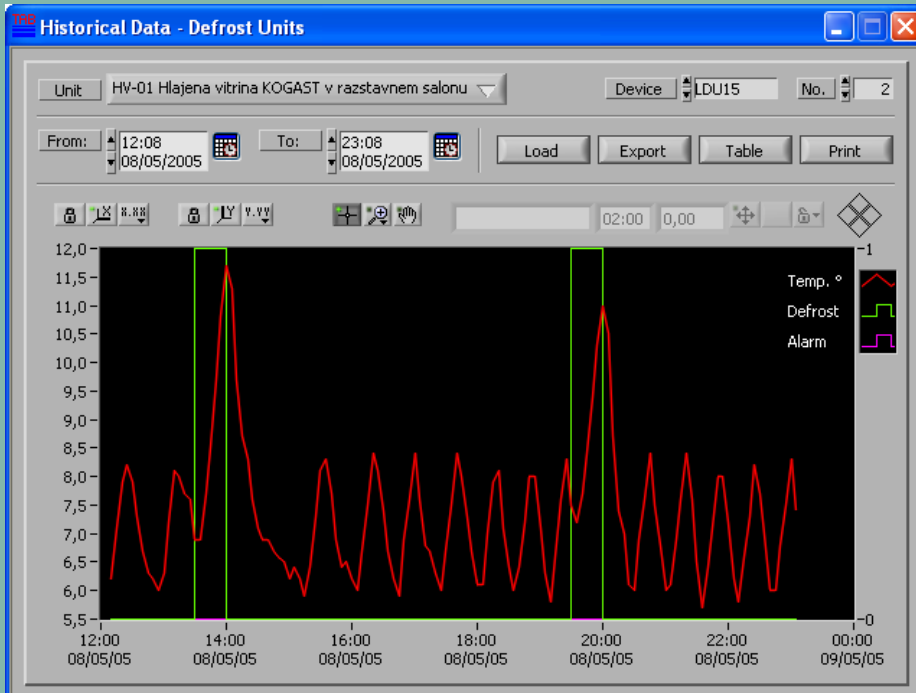 TAB
Historical Data - Defrost Units
Unit HV-01 Hlajena vitrina KOGAST v razstavnem salonu Device LDU15 No. 2
From: 12:08 08/05/2005 To: 23:08 08/05/2005 Load Export Table Print
X X.XX Y Y.YY 02:00 0,00
12,0 1
11,5 Temp. °
11,0 Defrost
10,5 Alarm
10,0
9,5
9,0
8,5
8,0
7,5
7,0
6,5
6,0
5,5 0
12:00 14:00 16:00 18:00 20:00 22:00 00:00
08/05/05 08/05/05 08/05/05 08/05/05 08/05/05 08/05/05 09/05/05